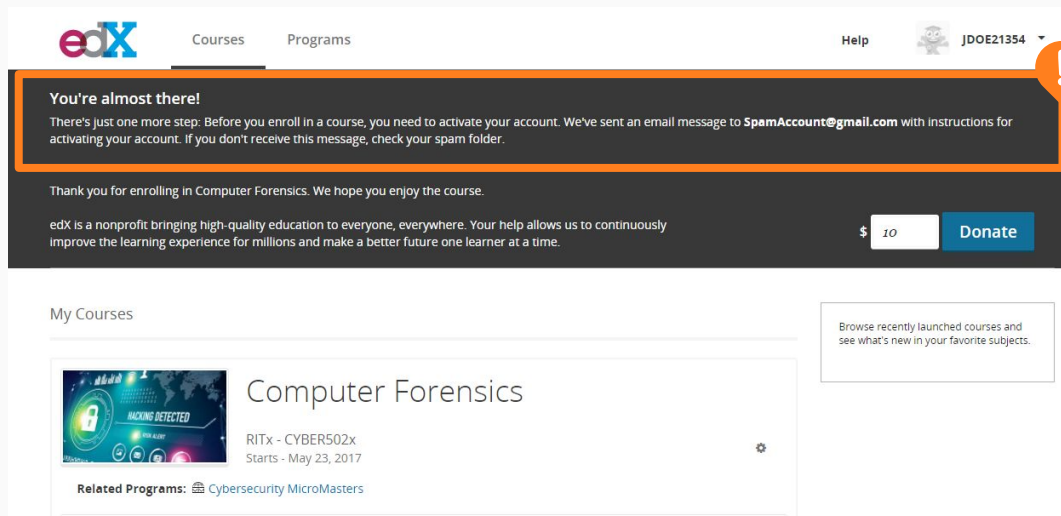 edX
Courses Programs Help JDOE21354
!
You're almost there!
There's just one more step: Before you enroll in a course, you need to activate your account. We've sent an email message to SpamAccount@gmail.com with instructions for
activating your account. If you don't receive this message, check your spam folder.
Thank you for enrolling in Computer Forensics. We hope you enjoy the course.
edX is a nonprofit bringing high-quality education to everyone, everywhere. Your help allows us to continuously
improve the learning experience for millions and make a better future one learner at a time.
$ 10 Donate
My Courses
Browse recently launched courses and
see what's new in your favorite subjects.
HACKING DETECTED
Computer Forensics
RITx - CYBER502x
Starts - May 23, 2017
Related Programs: Cybersecurity MicroMasters